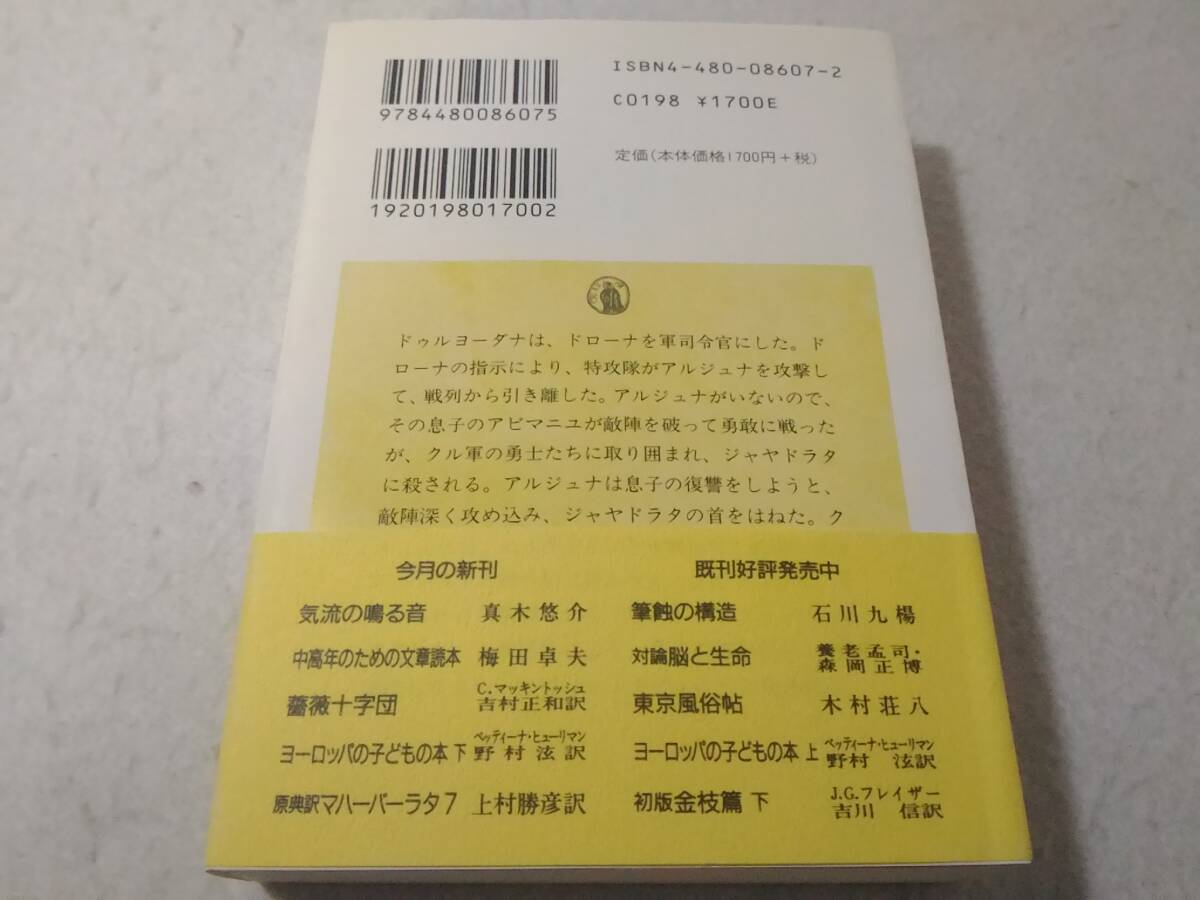 ISBN4-480-08607-2
9784480086075
C0198 ¥1700E
定価(本体価格1700円+税)
1920198017002
ドゥルヨーダナは、ドローナを軍司令官にした。ド
ローナの指示により、特攻隊がアルジュナを攻撃し
て、戦列から引き離した。アルジュナがいないので、
その息子のアビマニユが敵陣を破って勇敢に戦った
が、クル軍の勇士たちに取り囲まれ、ジャヤドラタ
に殺される。アルジュナは息子の復讐をしようと、
敵陣深く攻め込み、ジャヤドラタの首をはねた。ク
今月の新刊
気流の鳴る音 真木悠介
中高年のための文章読本 梅田卓夫
薔薇十字団 C.マッキントッシュ
吉村正和訳
ヨーロッパの子どもの本 下 ベッティーナ・ヒューリマン
野村泫訳
原典訳マハーバーラタ7 上村勝彦訳
既刊好評発売中
筆蝕の構造 石川九楊
対論脳と生命 養老孟司・
森岡正博
東京風俗帖 木村荘八
ヨーロッパの子どもの本 上 ベッティーナ・ヒューリマン
野村 泫訳
初版金枝篇 下 J.G.フレイザー
吉川 信訳